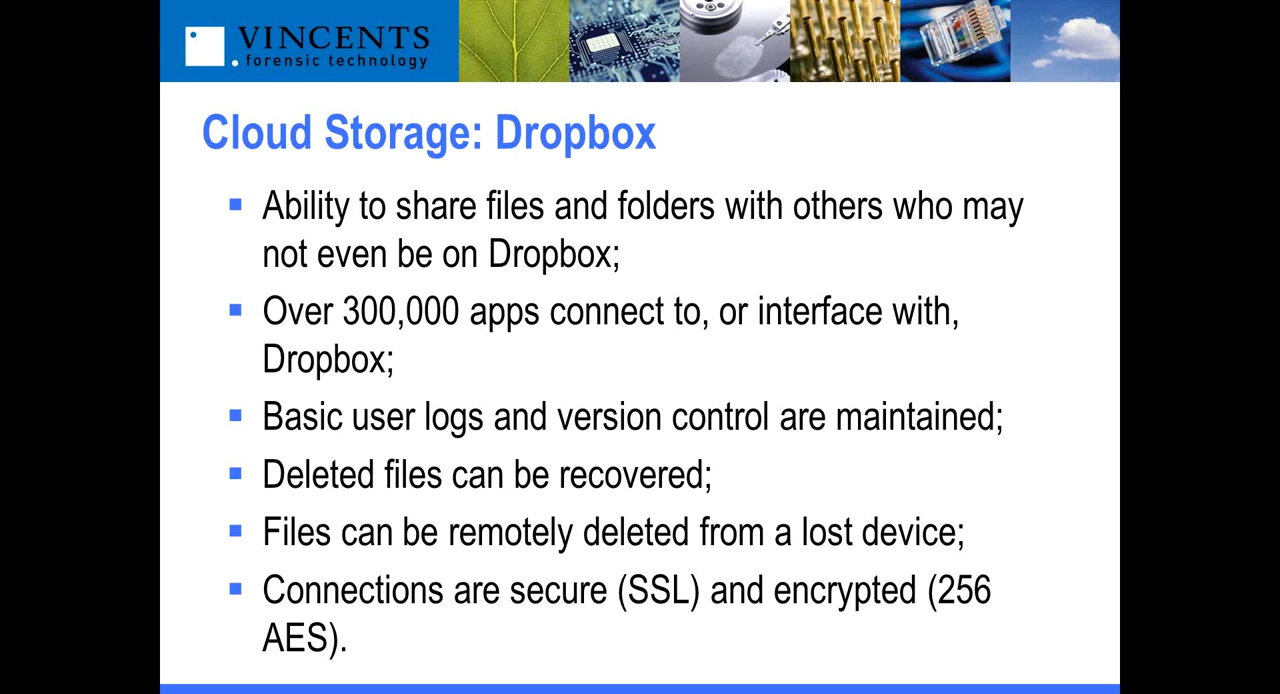 VINCENTS
forensic technology
Cloud Storage: Dropbox
Ability to share files and folders with others who may
not even be on Dropbox;
Over 300,000 apps connect to, or interface with,
Dropbox;
Basic user logs and version control are maintained;
Deleted files can be recovered;
Files can be remotely deleted from a lost device;
Connections are secure (SSL) and encrypted (256
AES).